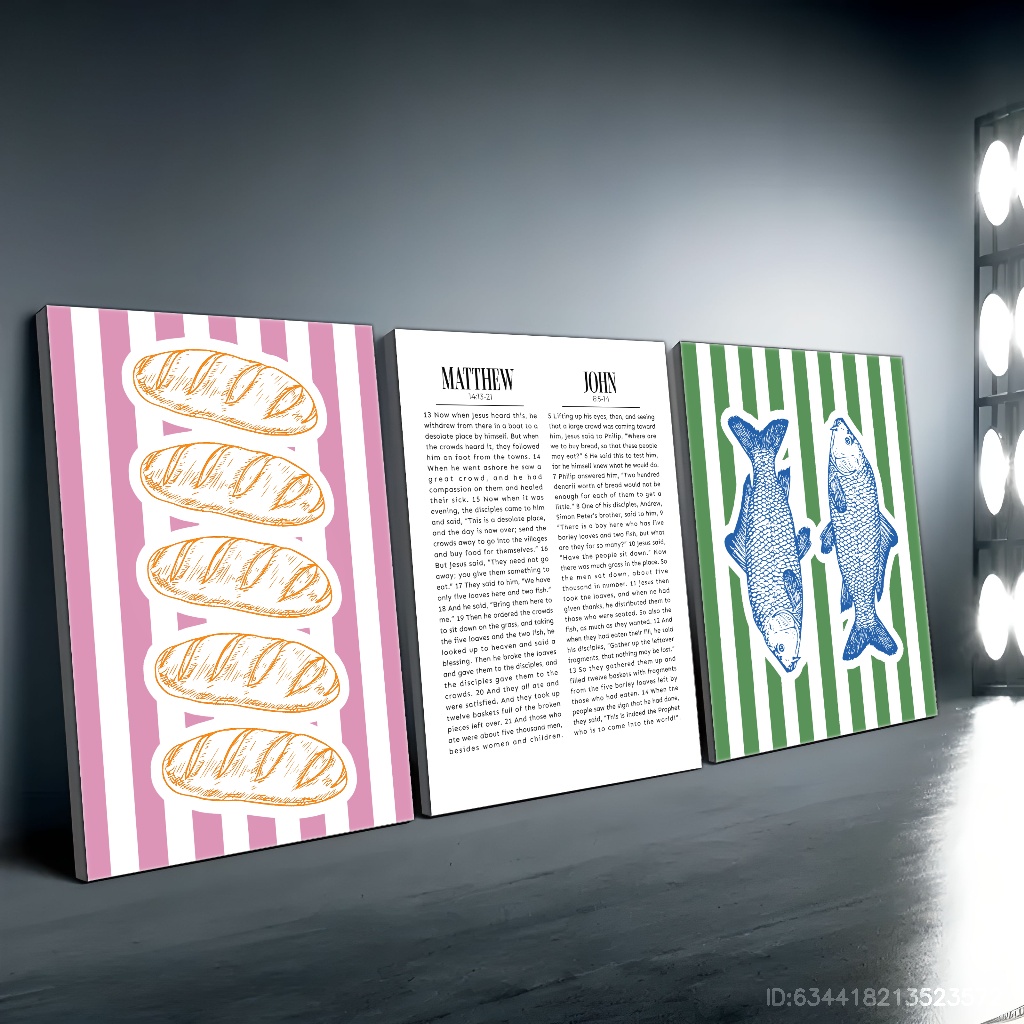 MATTHEW
14:13-21
13 Now when Jesus heard this, he
withdrew from there in a boat to a
desolate place by himself. But when
the crowds heard it, they followed
him on foot from the towns. 14
When he went ashore he saw a
great crowd, and he had
compassion on them and healed
their sick. 15 Now when it was
evening, the disciples came to him
and said, "This is a desolate place,
and the day is now over; send the
crowds away to go into the villages
and buy food for themselves." 16
But Jesus said, "They need not go
away; you give them something to
eat." 17 They said to him, "We have
only five loaves here and two fish."
18 And he said, "Bring them here to
me." 19 Then he ordered the crowds
to sit down on the grass, and taking
the five loaves and the two fish, he
looked up to heaven and said a
blessing. Then he broke the loaves
and gave them to the disciples, and
the disciples gave them to the
crowds. 20 And they all ate and
were satisfied. And they took up
twelve baskets full of the broken
pieces left over. 21 And those who
ate were about five thousand men,
besides women and children.
JOHN
6:5-14
5 Lifting up his eyes, then, and seeing
that a large crowd was coming toward
him, Jesus said to Philip, "Where are
we to buy bread, so that these people
may eat?" 6 He said this to test him,
for he himself knew what he would do.
7 Philip answered him, "Two hundred
denarii worth of bread would not be
enough for each of them to get a
little." 8 One of his disciples, Andrew,
Simon Peter's brother, said to him, 9
"There is a boy here who has five
barley loaves and two fish, but what
are they for so many?" 10 Jesus said,
"Have the people sit down." Now
there was much grass in the place. So
the men sat down, about five
thousand in number. 11 Jesus then
took the loaves, and when he had
given thanks, he distributed them to
those who were seated. So also the
fish, as much as they wanted. 12 And
when they had eaten their fill, he said
his disciples, "Gather up the leftover
fragments, that nothing may be lost."
13 So they gathered them up and
filled twelve baskets with fragments
from the five barley loaves left by
those who had eaten. 14 When the
people saw the sign that he had done,
they said, "This is indeed the Prophet
who is to come into the world!"